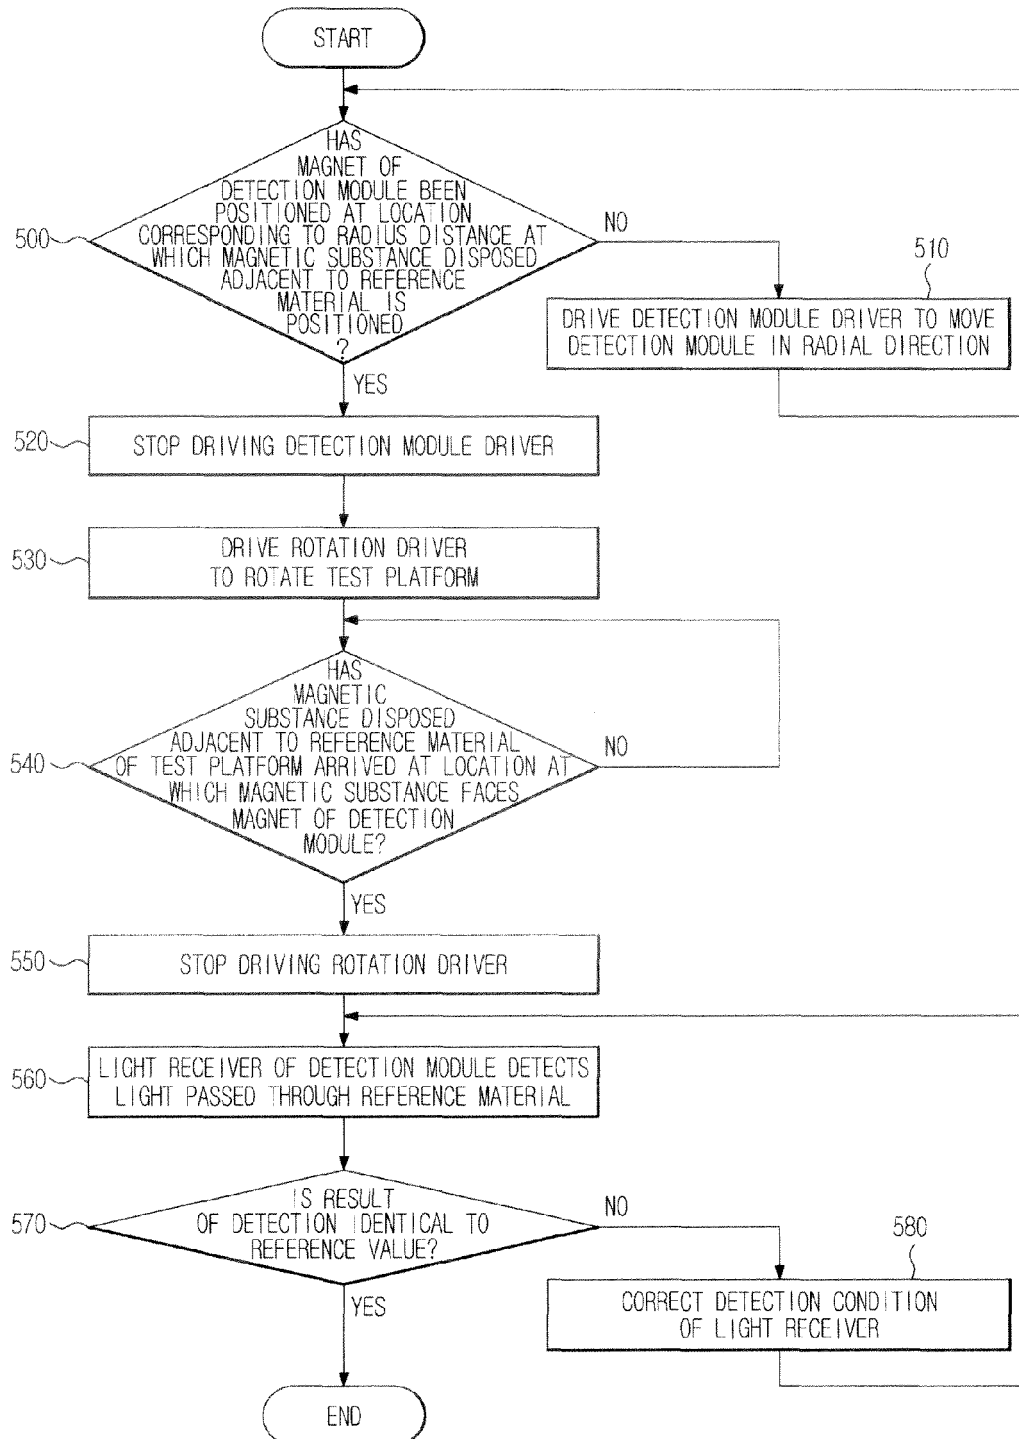 START
HAS
MAGNET OF
DETECTION MODULE BEEN
POSITIONED AT LOCATION
CORRESPONDING TO RADIUS DISTANCE AT
WHICH MAGNETIC SUBSTANCE DISPOSED
ADJACENT TO REFERENCE
MATERIAL IS
POSITIONED
?
500
NO
YES
510
DRIVE DETECTION MODULE DRIVER TO MOVE
DETECTION MODULE IN RADIAL DIRECTION
520
STOP DRIVING DETECTION MODULE DRIVER
530
DRIVE ROTATION DRIVER
TO ROTATE TEST PLATFORM
HAS
MAGNETIC
SUBSTANCE DISPOSED
ADJACENT TO REFERENCE MATERIAL
OF TEST PLATFORM ARRIVED AT LOCATION AT
WHICH MAGNETIC SUBSTANCE FACES
MAGNET OF DETECTION
MODULE?
540
NO
YES
550
STOP DRIVING ROTATION DRIVER
560
LIGHT RECEIVER OF DETECTION MODULE DETECTS
LIGHT PASSED THROUGH REFERENCE MATERIAL
570
IS RESULT
OF DETECTION IDENTICAL TO
REFERENCE VALUE?
NO
YES
580
CORRECT DETECTION CONDITION
OF LIGHT RECEIVER
END